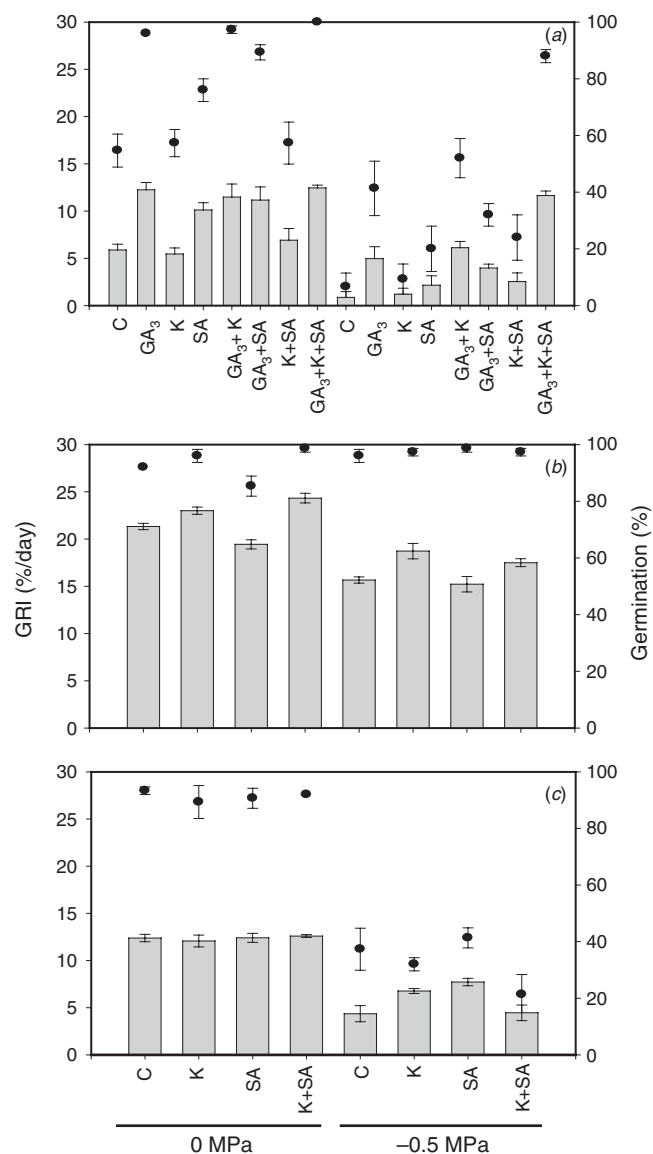 30
25
20
15
10
5
0
100
80
60
40
20
0
(a)
C
GA₃
K
SA
GA₃+ K
GA₃+SA
K+SA
GA₃+K+SA
C
GA₃
K
SA
GA₃+ K
GA₃+SA
K+SA
GA₃+K+SA
GRI (%/day)
30
25
20
15
10
5
0
100
80
60
40
20
0
(b)
Germination (%)
30
25
20
15
10
5
0
100
80
60
40
20
0
(c)
C
K
SA
K+SA
C
K
SA
K+SA
0 MPa
–0.5 MPa